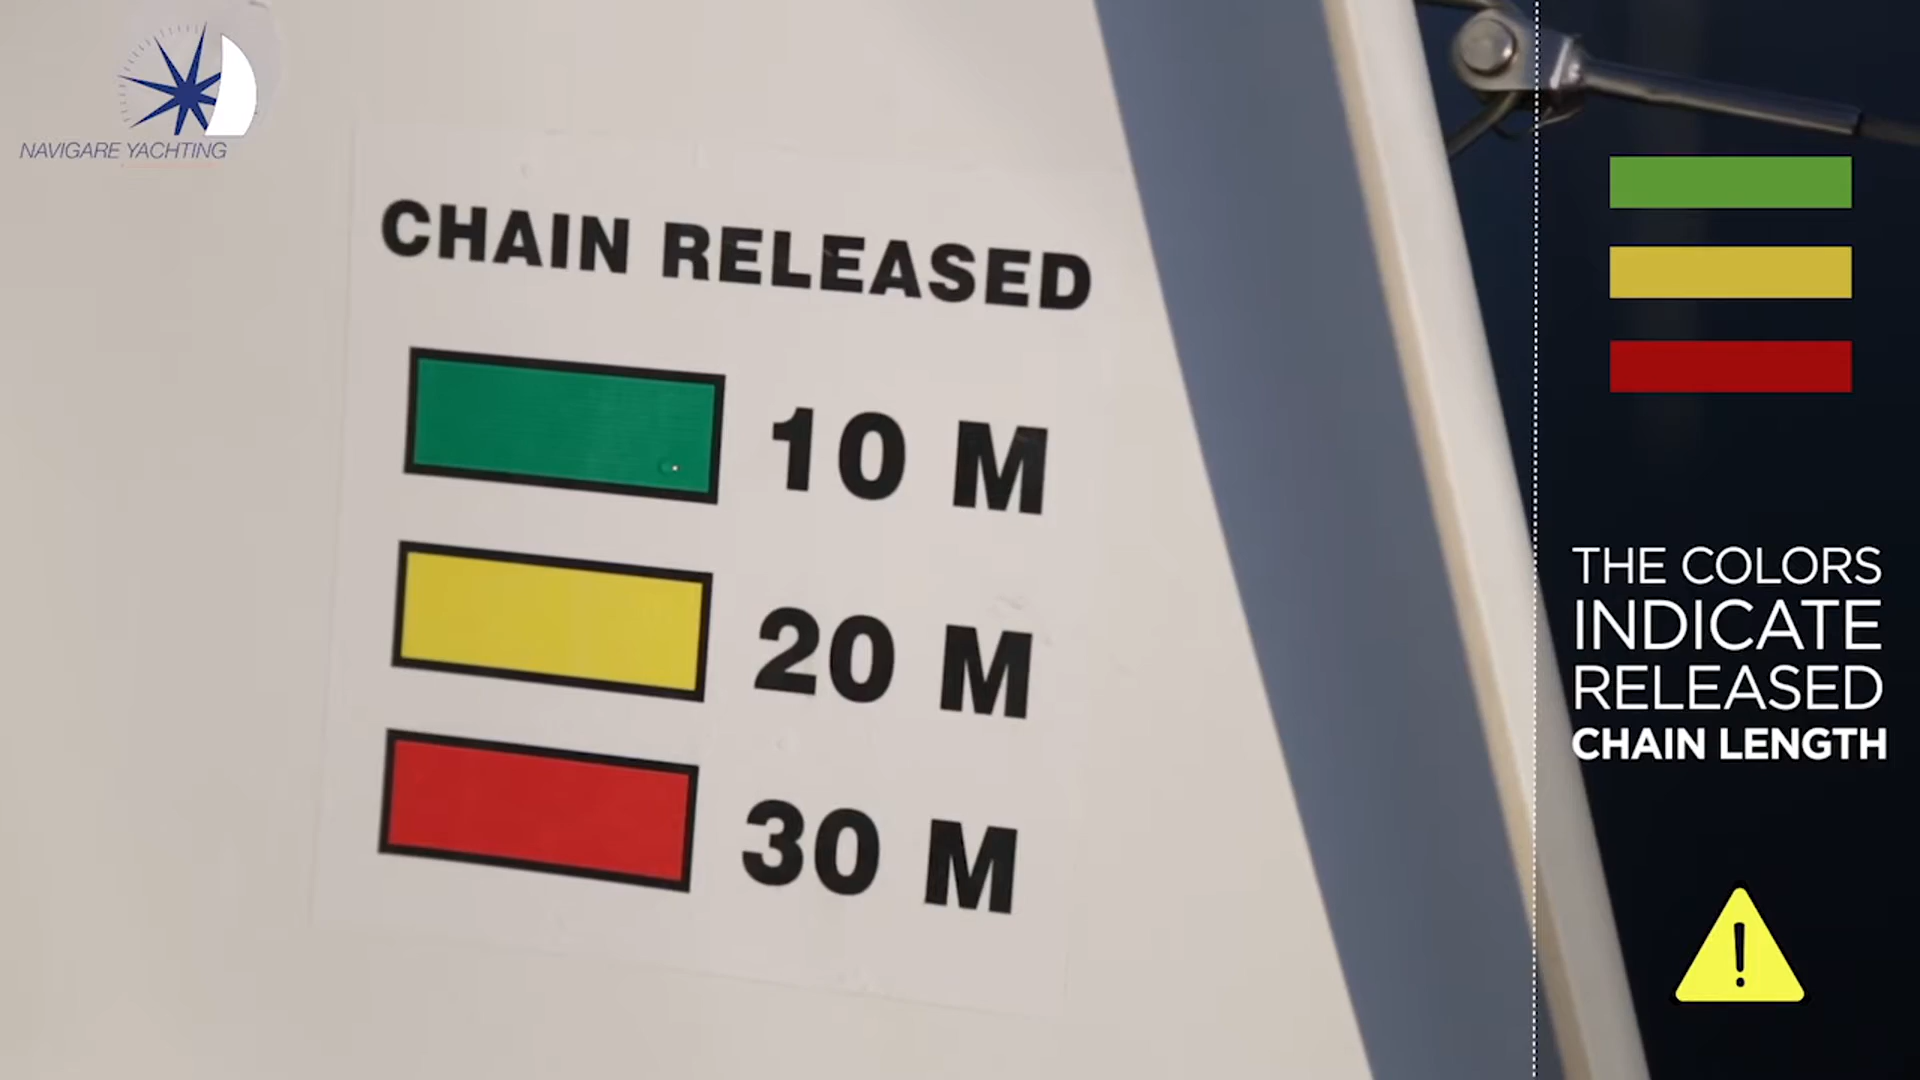 NAVIGARE YACHTING
CHAIN RELEASED
10 M
20 M
30 M
THE COLORS
INDICATE
RELEASED
CHAIN LENGTH
!